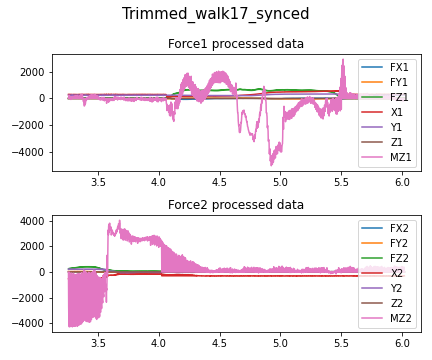 Trimmed_walk17_synced
Force1 processed data
2000
0
−2000
−4000
FX1
FY1
FZ1
X1
Y1
Z1
MZ1
3.5 4.0 4.5 5.0 5.5 6.0
Force2 processed data
4000
2000
0
−2000
−4000
FX2
FY2
FZ2
X2
Y2
Z2
MZ2
3.5 4.0 4.5 5.0 5.5 6.0